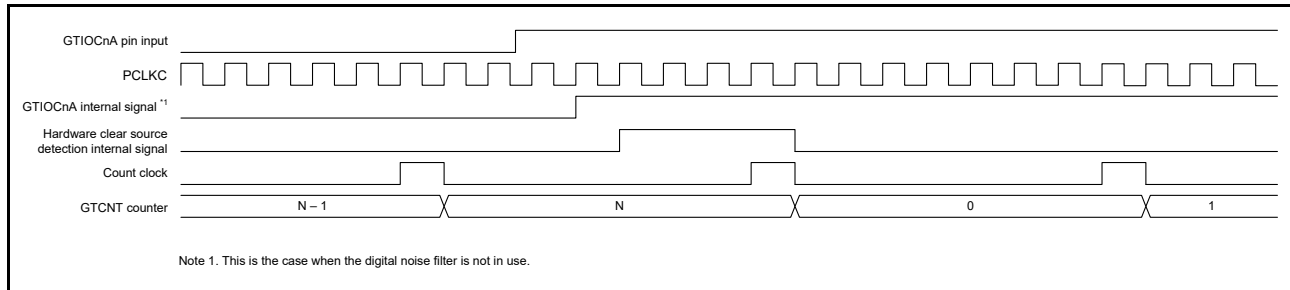 GTIOCnA pin input
PCLKC
GTIOCnA internal signal *1
Hardware clear source
detection internal signal
Count clock
GTCNT counter
N – 1
N
0
1
Note 1. This is the case when the digital noise filter is not in use.